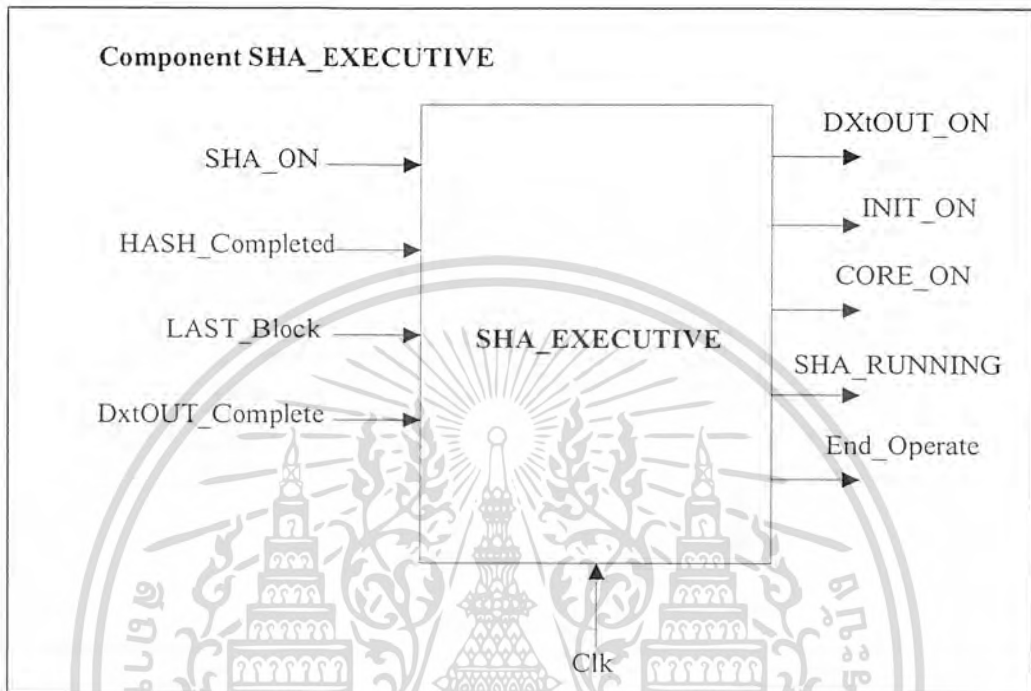 Component SHA_EXECUTIVE
SHA_ON
HASH_Completed
LAST_Block
DxtOUT_Complete
SHA_EXECUTIVE
DXtOUT_ON
INIT_ON
CORE_ON
SHA_RUNNING
End_Operate
Clk